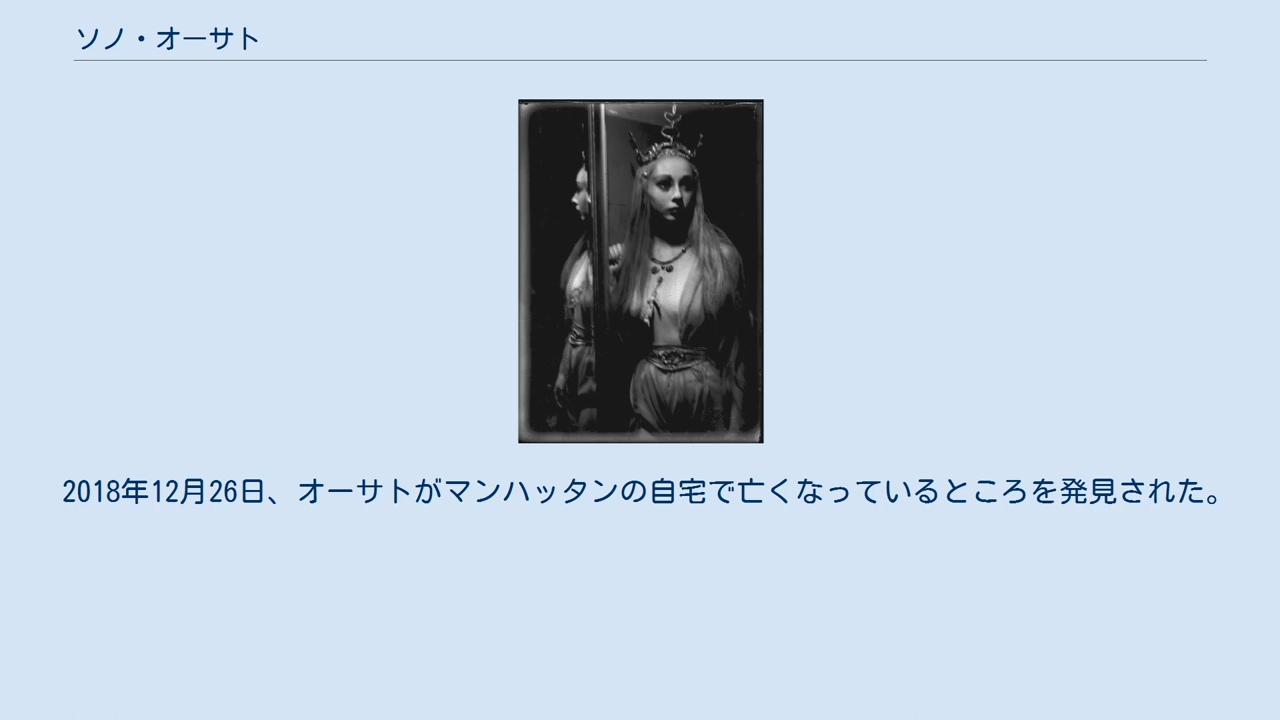 ソノ・オーサト
2018年12月26日、オーサトがマンハッタンの自宅で亡くなっているところを発見された。